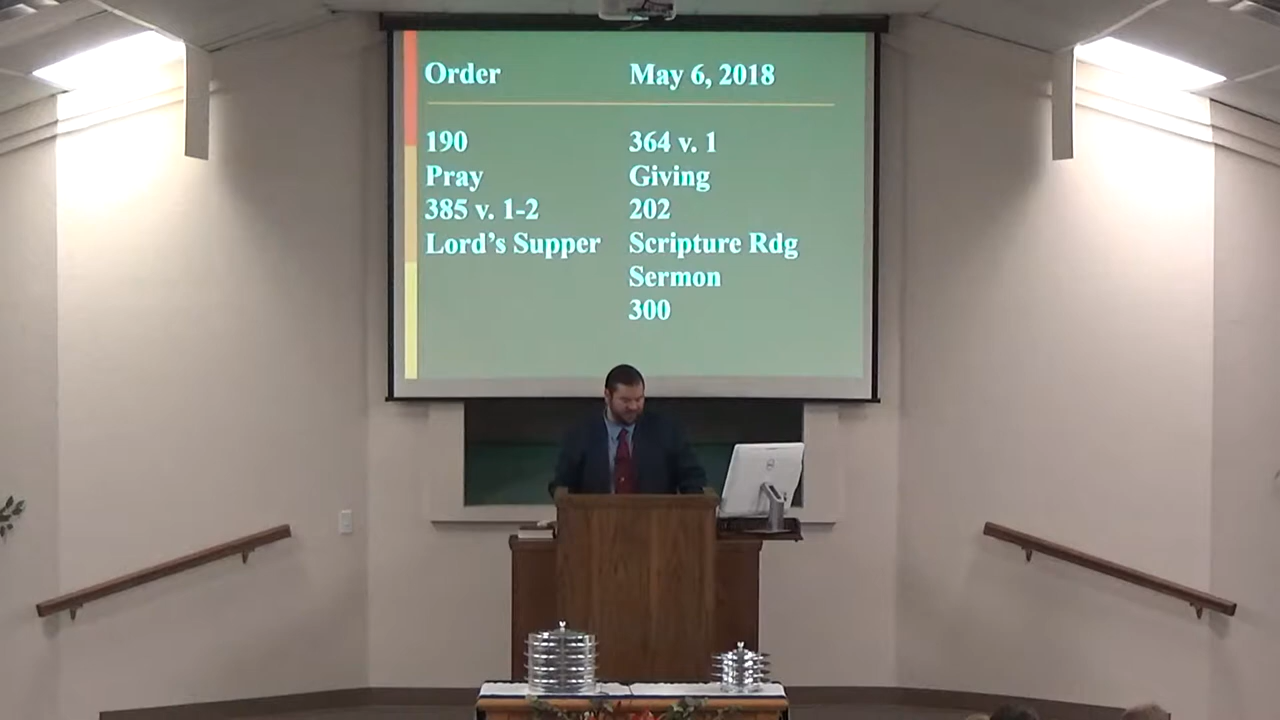 Order
May 6, 2018
190
Pray
385 v. 1-2
Lord's Supper
364 v. 1
Giving
202
Scripture Rdg
Sermon
300